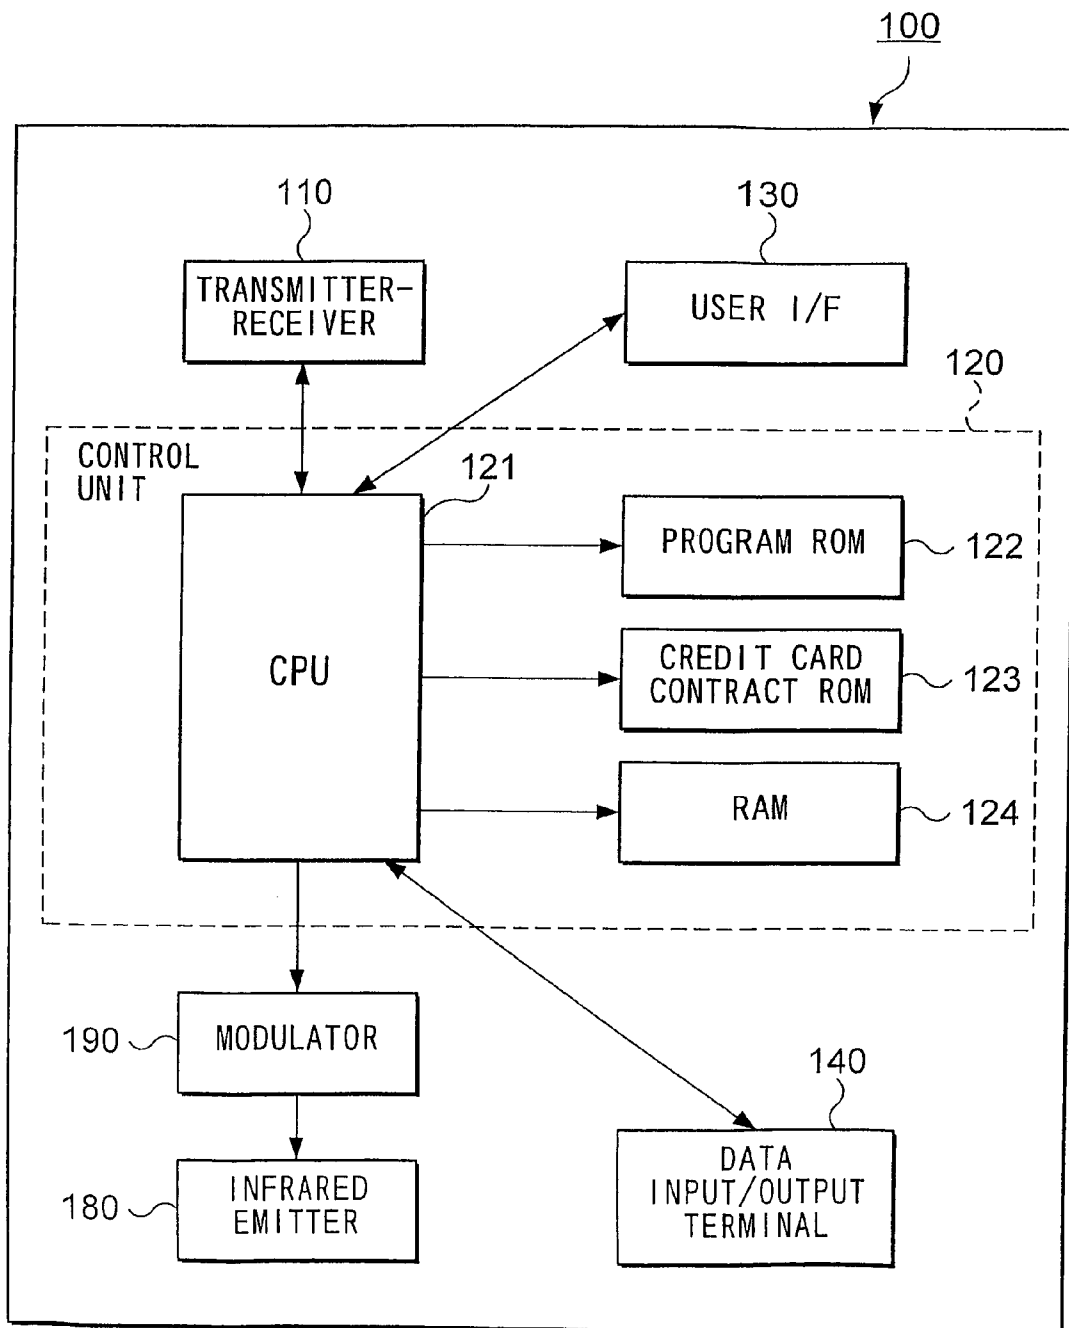 100
110
130
TRANSMITTER-
RECEIVER
USER I/F
120
CONTROL
UNIT
121
CPU
PROGRAM ROM
122
CREDIT CARD
CONTRACT ROM
123
RAM
124
190
MODULATOR
140
180
INFRARED
EMITTER
DATA
INPUT/OUTPUT
TERMINAL